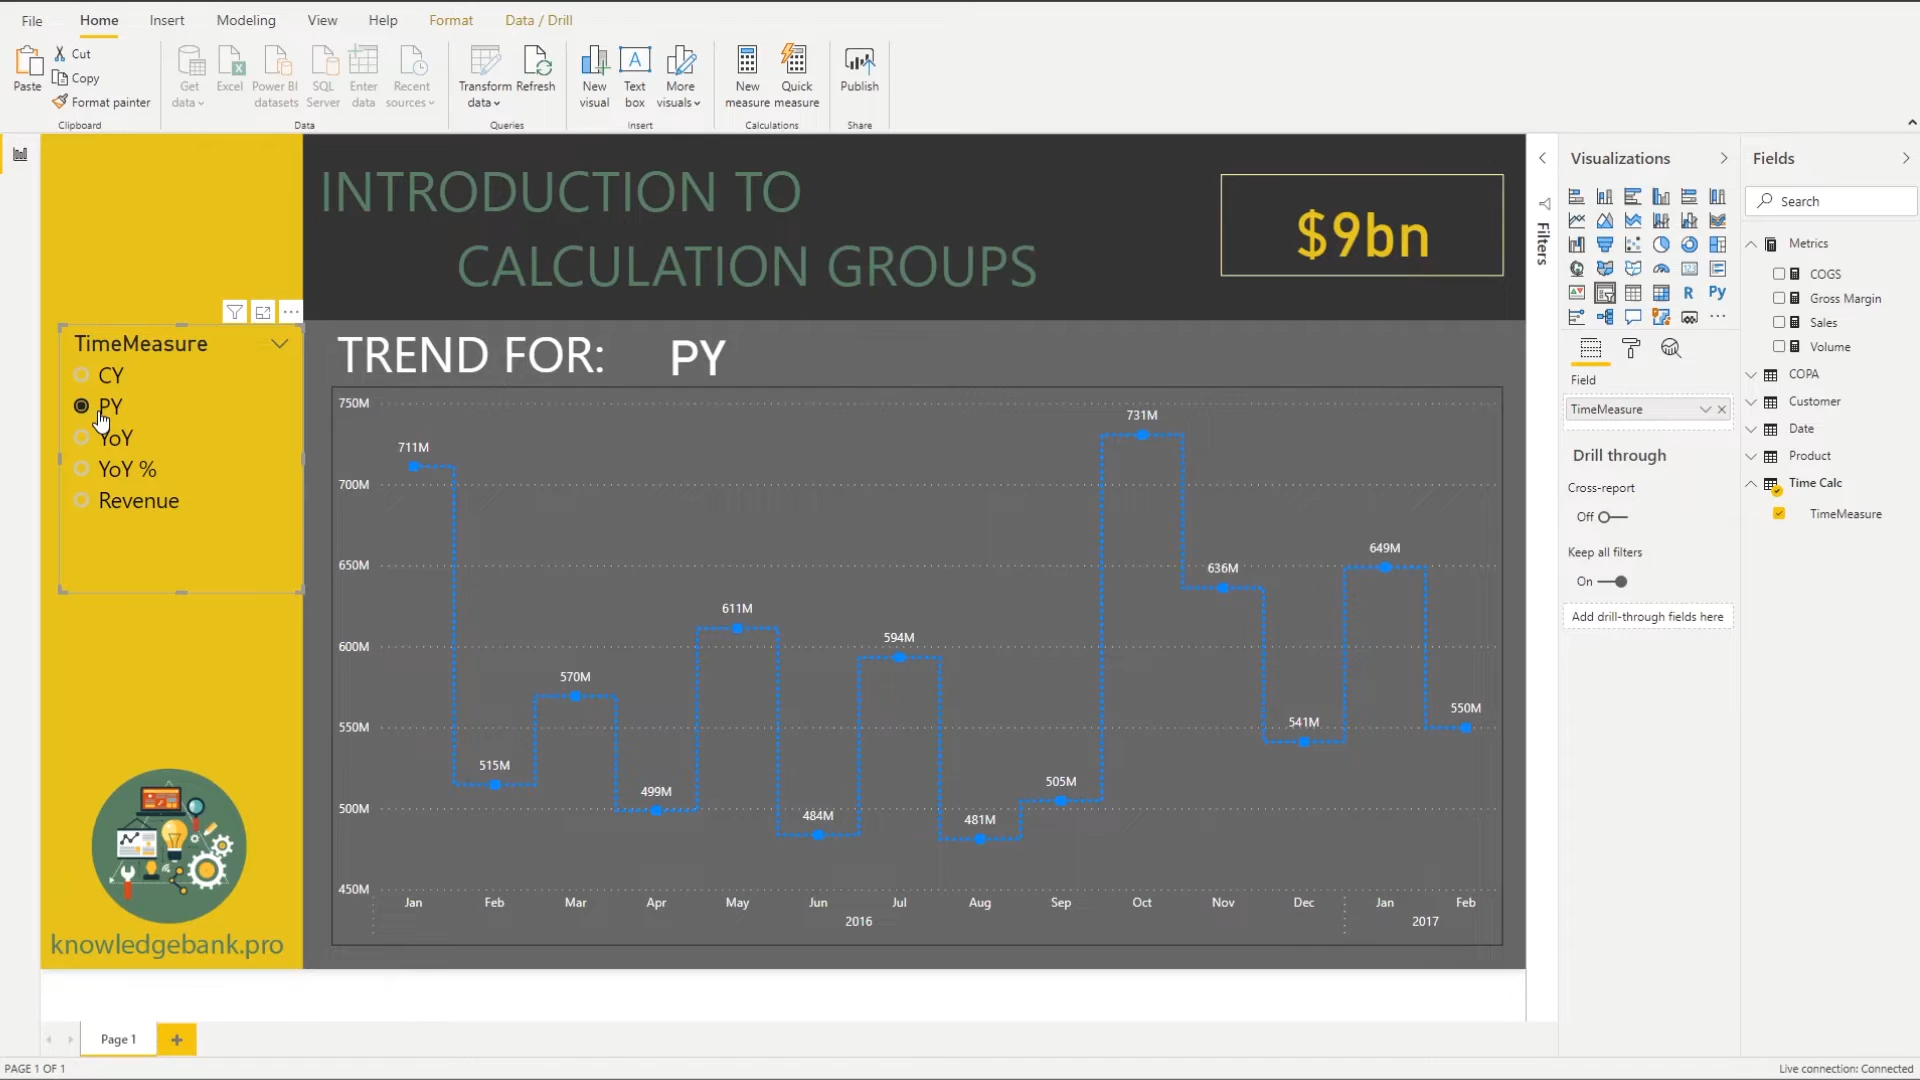 File Home Insert Modeling View Help Format Data / Drill
Paste
Cut
Copy
Format painter
Clipboard
Get data
Excel
Power BI datasets
SQL Server
Enter data
Recent sources
Data
Transform data
Refresh
Queries
New visual
Text box
More visuals
Insert
New measure
Quick measure
Calculations
Publish
Share
INTRODUCTION TO
CALCULATION GROUPS
$9bn
TimeMeasure
CY
PY
YoY
YoY %
Revenue
knowledgebank.pro
TREND FOR: PY
750M
700M
650M
600M
550M
500M
450M
711M
515M
570M
499M
611M
484M
594M
481M
505M
731M
636M
541M
649M
550M
Jan Feb Mar Apr May Jun Jul Aug Sep Oct Nov Dec Jan Feb
2016 2017
Filters
Visualizations
R Py
Field
TimeMeasure
Drill through
Cross-report
Off
Keep all filters
On
Add drill-through fields here
Fields
Search
Metrics
COGS
Gross Margin
Sales
Volume
COPA
Customer
Date
Product
Time Calc
TimeMeasure
Page 1
PAGE 1 OF 1
Live connection: Connected